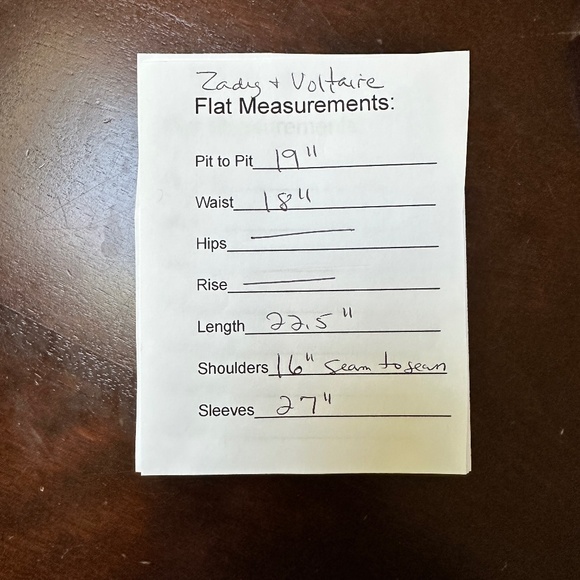 Zadig + Voltaire
Flat Measurements:
Pit to Pit 19"
Waist 18"
Hips
Rise
Length 22.5"
Shoulders 16" seam to seam
Sleeves 27"